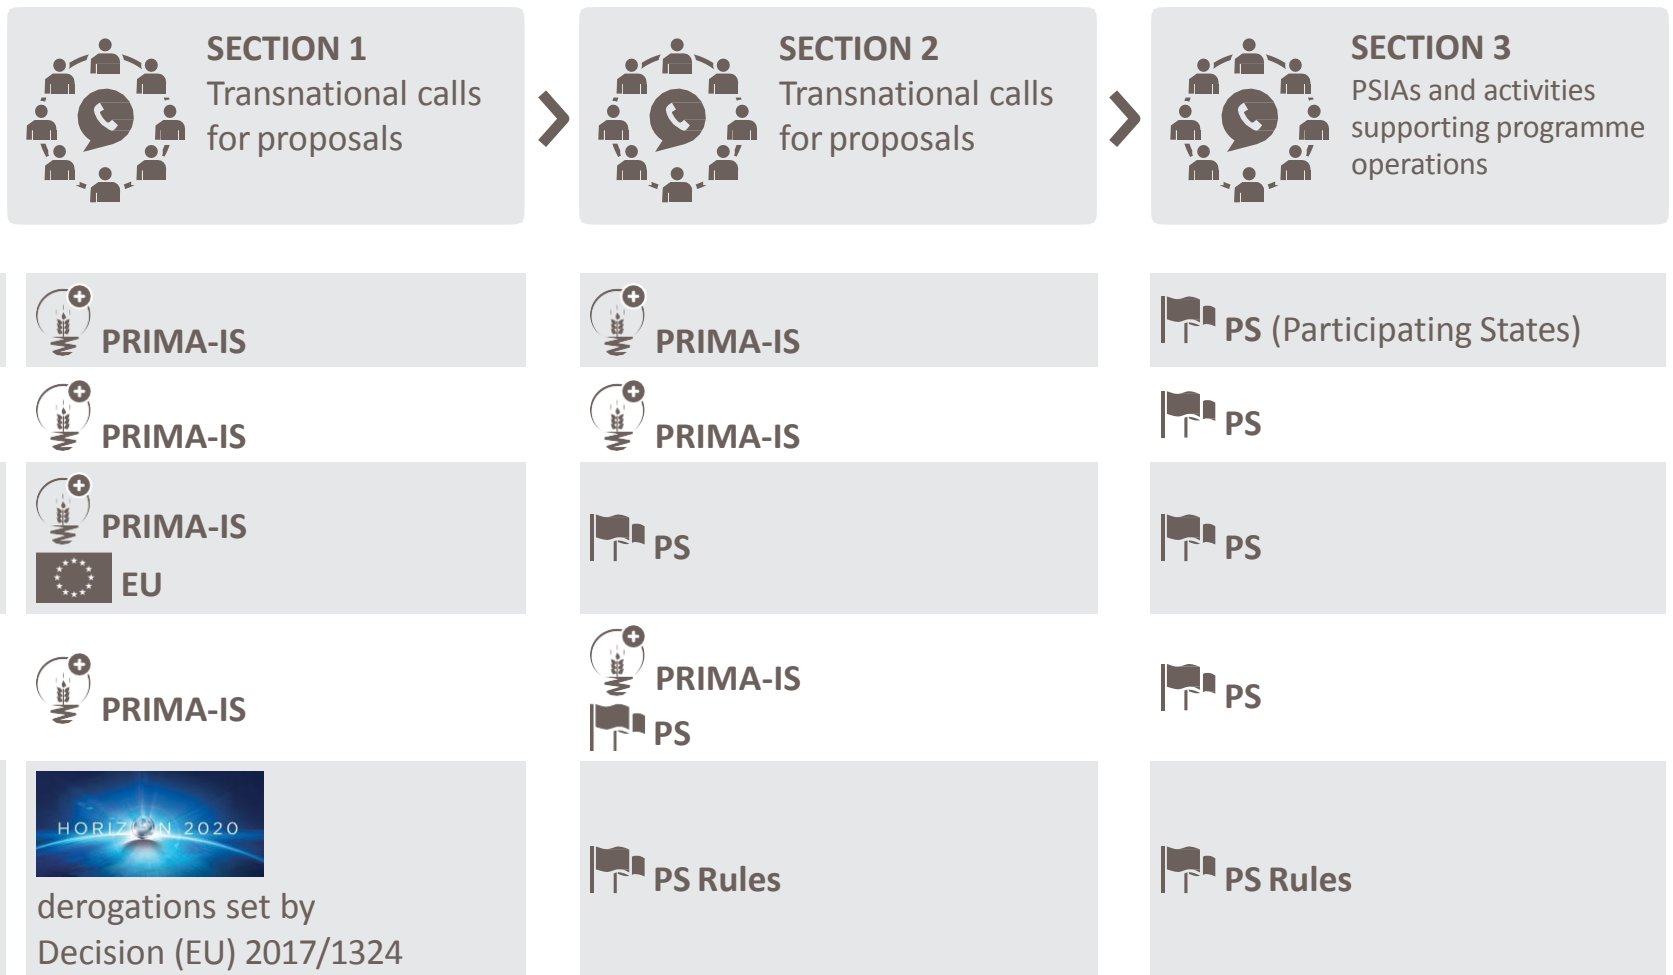 SECTION 1
Transnational calls
for proposals
SECTION 2
Transnational calls
for proposals
SECTION 3
PSIAs and activities
supporting programme
operations
PRIMA-IS
PRIMA-IS
PS (Participating States)
PRIMA-IS
PRIMA-IS
PS
PRIMA-IS
EU
PS
PS
PRIMA-IS
PRIMA-IS
PS
PS
HORIZON 2020
derogations set by
Decision (EU) 2017/1324
PS Rules
PS Rules